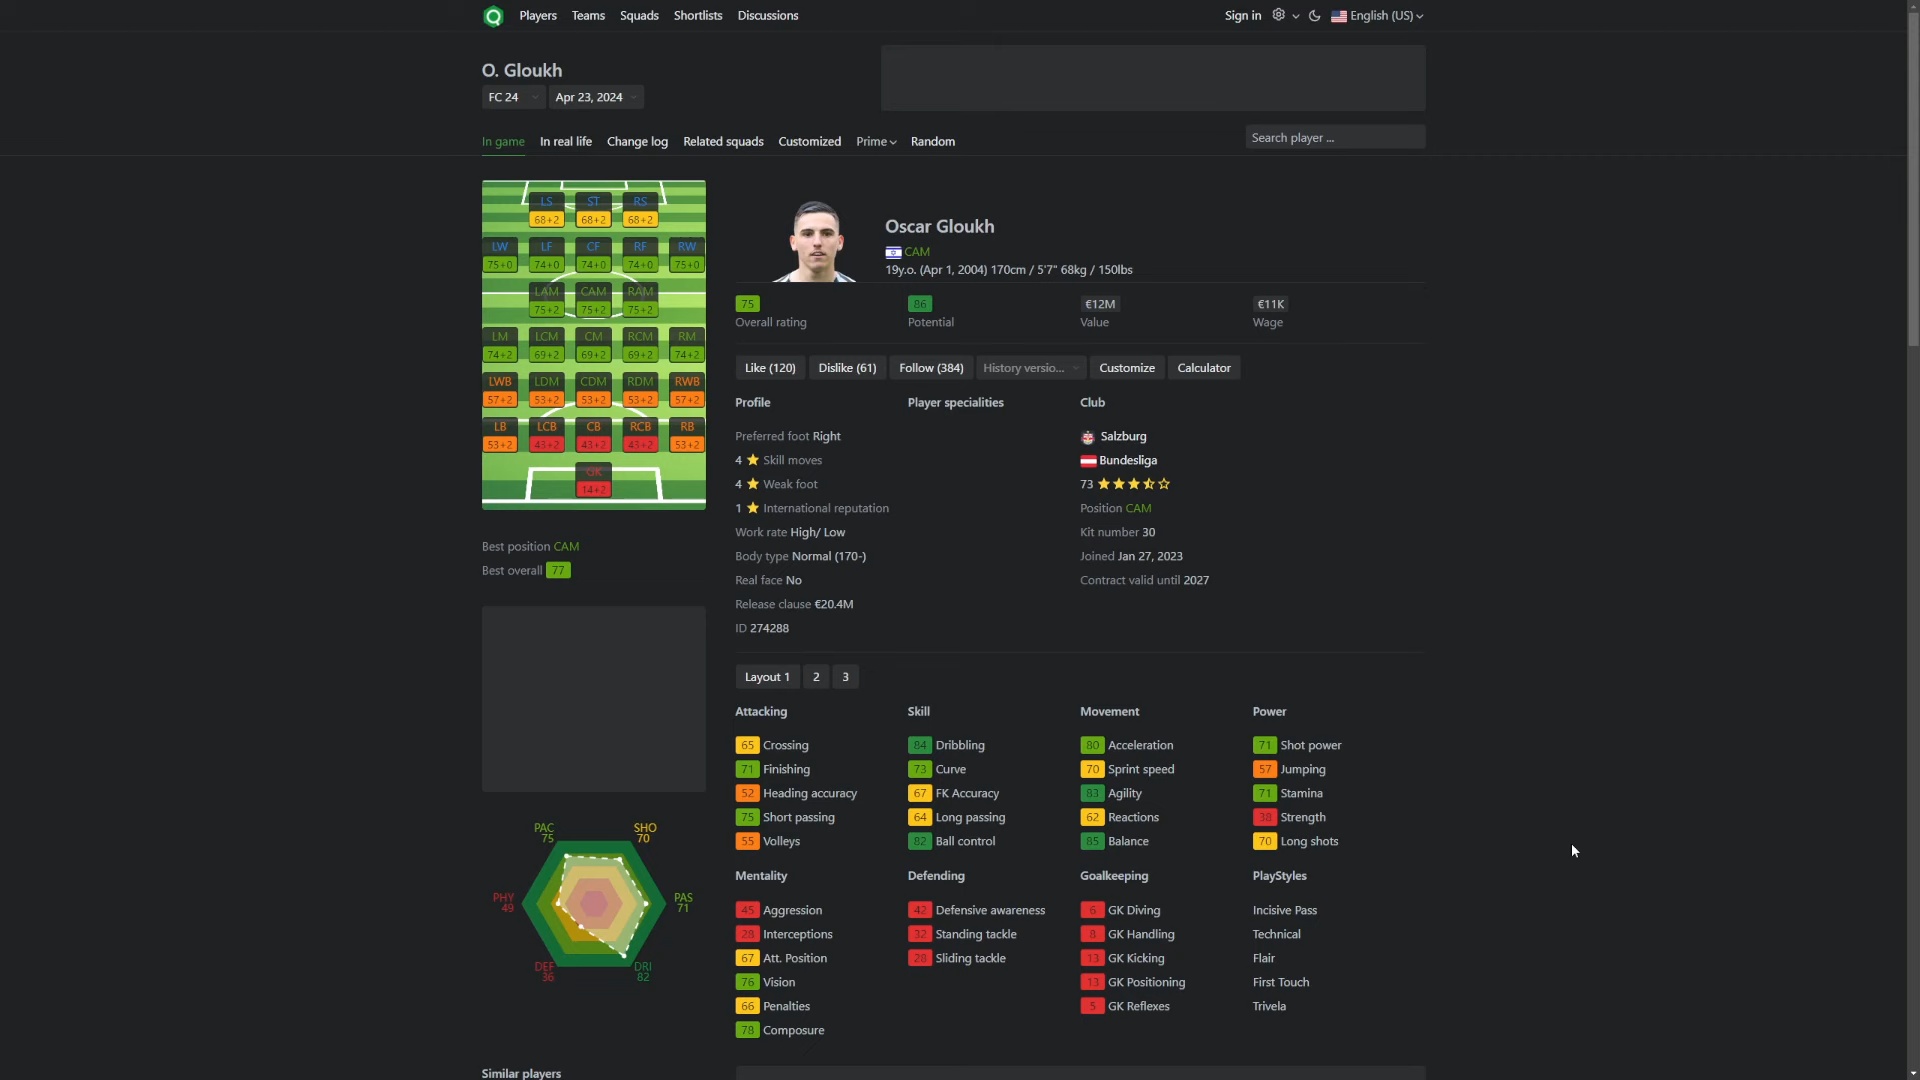 Players Teams Squads Shortlists Discussions Sign in English (US)
O. Gloukh
FC 24 Apr 23, 2024
In game In real life Change log Related squads Customized Prime Random Search player ...
LS ST RS
68+2 68+2 68+2
LW LF CF RF RW
75+0 74+0 74+0 74+0 75+0
LAM CAM RAM
75+2 75+2 75+2
LM LCM CM RCM RM
74+2 69+2 69+2 69+2 74+2
LWB LDM CDM RDM RWB
57+2 53+2 53+2 53+2 57+2
LB LCB CB RCB RB
53+2 43+2 43+2 43+2 53+2
GK
14+2
Best position CAM
Best overall 77
Oscar Gloukh
CAM
19y.o. (Apr 1, 2004) 170cm / 5'7" 68kg / 150lbs
75 86 €12M €11K
Overall rating Potential Value Wage
Like (120) Dislike (61) Follow (384) History versio... Customize Calculator
Profile
Preferred foot Right
4 Skill moves
4 Weak foot
1 International reputation
Work rate High/ Low
Body type Normal (170-)
Real face No
Release clause €20.4M
ID 274288
Player specialities
Club
Salzburg
Bundesliga
73
Position CAM
Kit number 30
Joined Jan 27, 2023
Contract valid until 2027
Layout 1 2 3
Attacking
65 Crossing
71 Finishing
52 Heading accuracy
75 Short passing
55 Volleys
Skill
84 Dribbling
73 Curve
67 FK Accuracy
64 Long passing
82 Ball control
Movement
80 Acceleration
70 Sprint speed
83 Agility
62 Reactions
85 Balance
Power
71 Shot power
57 Jumping
71 Stamina
38 Strength
70 Long shots
PAC
75
SHO
70
PHY
49
PAS
71
DEF
36
DRI
82
Mentality
45 Aggression
28 Interceptions
67 Att. Position
76 Vision
66 Penalties
78 Composure
Defending
42 Defensive awareness
32 Standing tackle
28 Sliding tackle
Goalkeeping
6 GK Diving
8 GK Handling
13 GK Kicking
13 GK Positioning
5 GK Reflexes
PlayStyles
Incisive Pass
Technical
Flair
First Touch
Trivela
Similar players